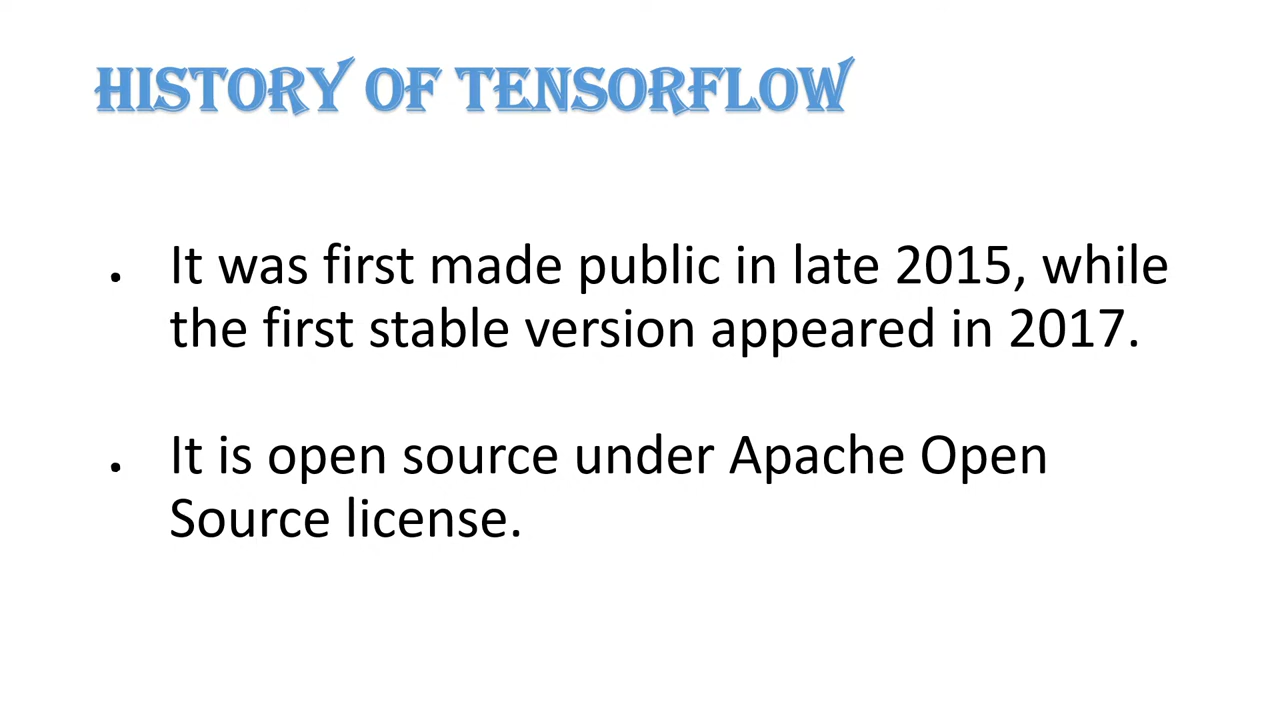 HISTORY OF TENSORFLOW
• It was first made public in late 2015, while
the first stable version appeared in 2017.
• It is open source under Apache Open
Source license.